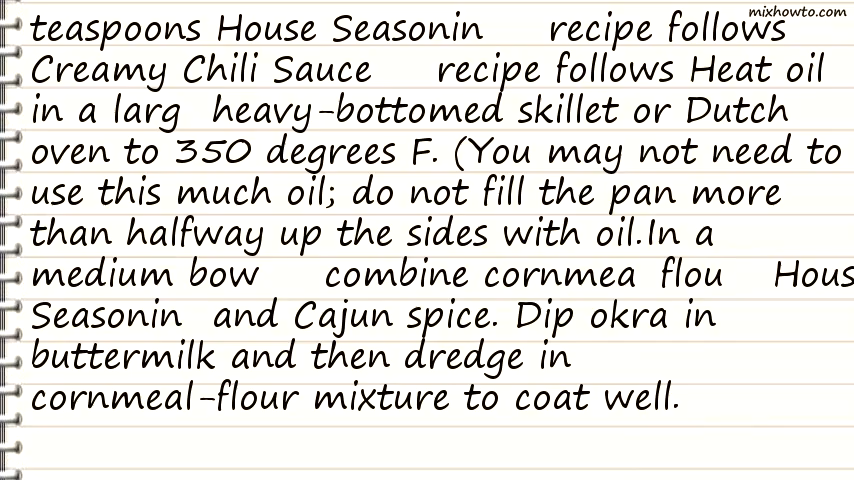 mixhowto.com
teaspoons House Seasonin recipe follows
Creamy Chili Sauce recipe follows Heat oil
in a larg heavy-bottomed skillet or Dutch
oven to 350 degrees F. (You may not need to
use this much oil; do not fill the pan more
than halfway up the sides with oil.In a
medium bow combine cornmea flou Hous
Seasonin and Cajun spice. Dip okra in
buttermilk and then dredge in
cornmeal-flour mixture to coat well.